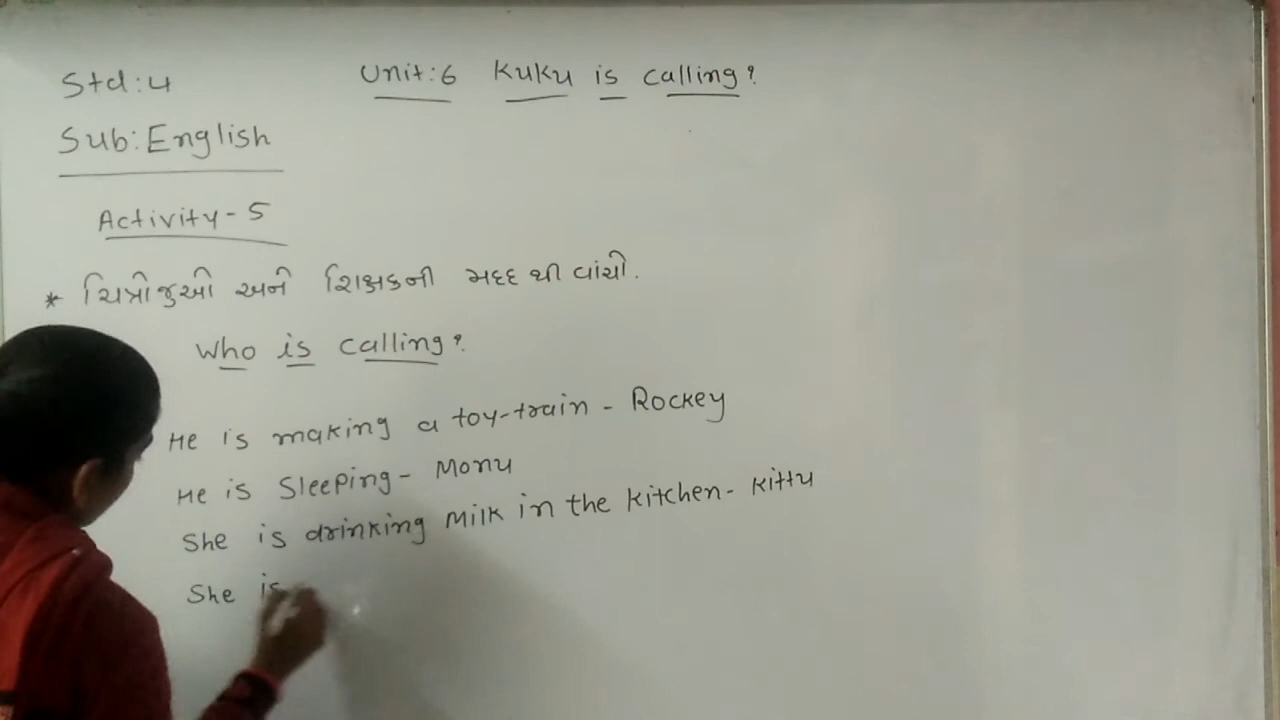 Std:4
Unit:6 Kuku is calling?
Sub:English
Activity-5
* ચિત્રો જુઓ અને શિક્ષકની મદદ થી વાંચો.
Who is calling?
He is making a toy-train - Rockey
He is Sleeping - Monu
She is drinking Milk in the kitchen - kittu
She is